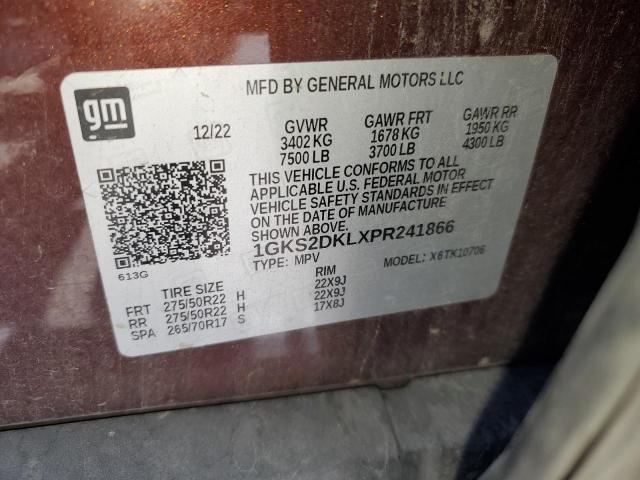 gm
MFD BY GENERAL MOTORS LLC
12/22
GVWR
3402 KG
7500 LB
GAWR FRT
1678 KG
3700 LB
GAWR RR
1950 KG
4300 LB
THIS VEHICLE CONFORMS TO ALL
APPLICABLE U.S. FEDERAL MOTOR
VEHICLE SAFETY STANDARDS IN EFFECT
ON THE DATE OF MANUFACTURE
SHOWN ABOVE.
1GKS2DKLXPR241866
TYPE: MPV MODEL: X6TK10706
613G
TIRE SIZE RIM
FRT 275/50R22 H 22X9J
RR 275/50R22 H 22X9J
SPA 265/70R17 S 17X8J